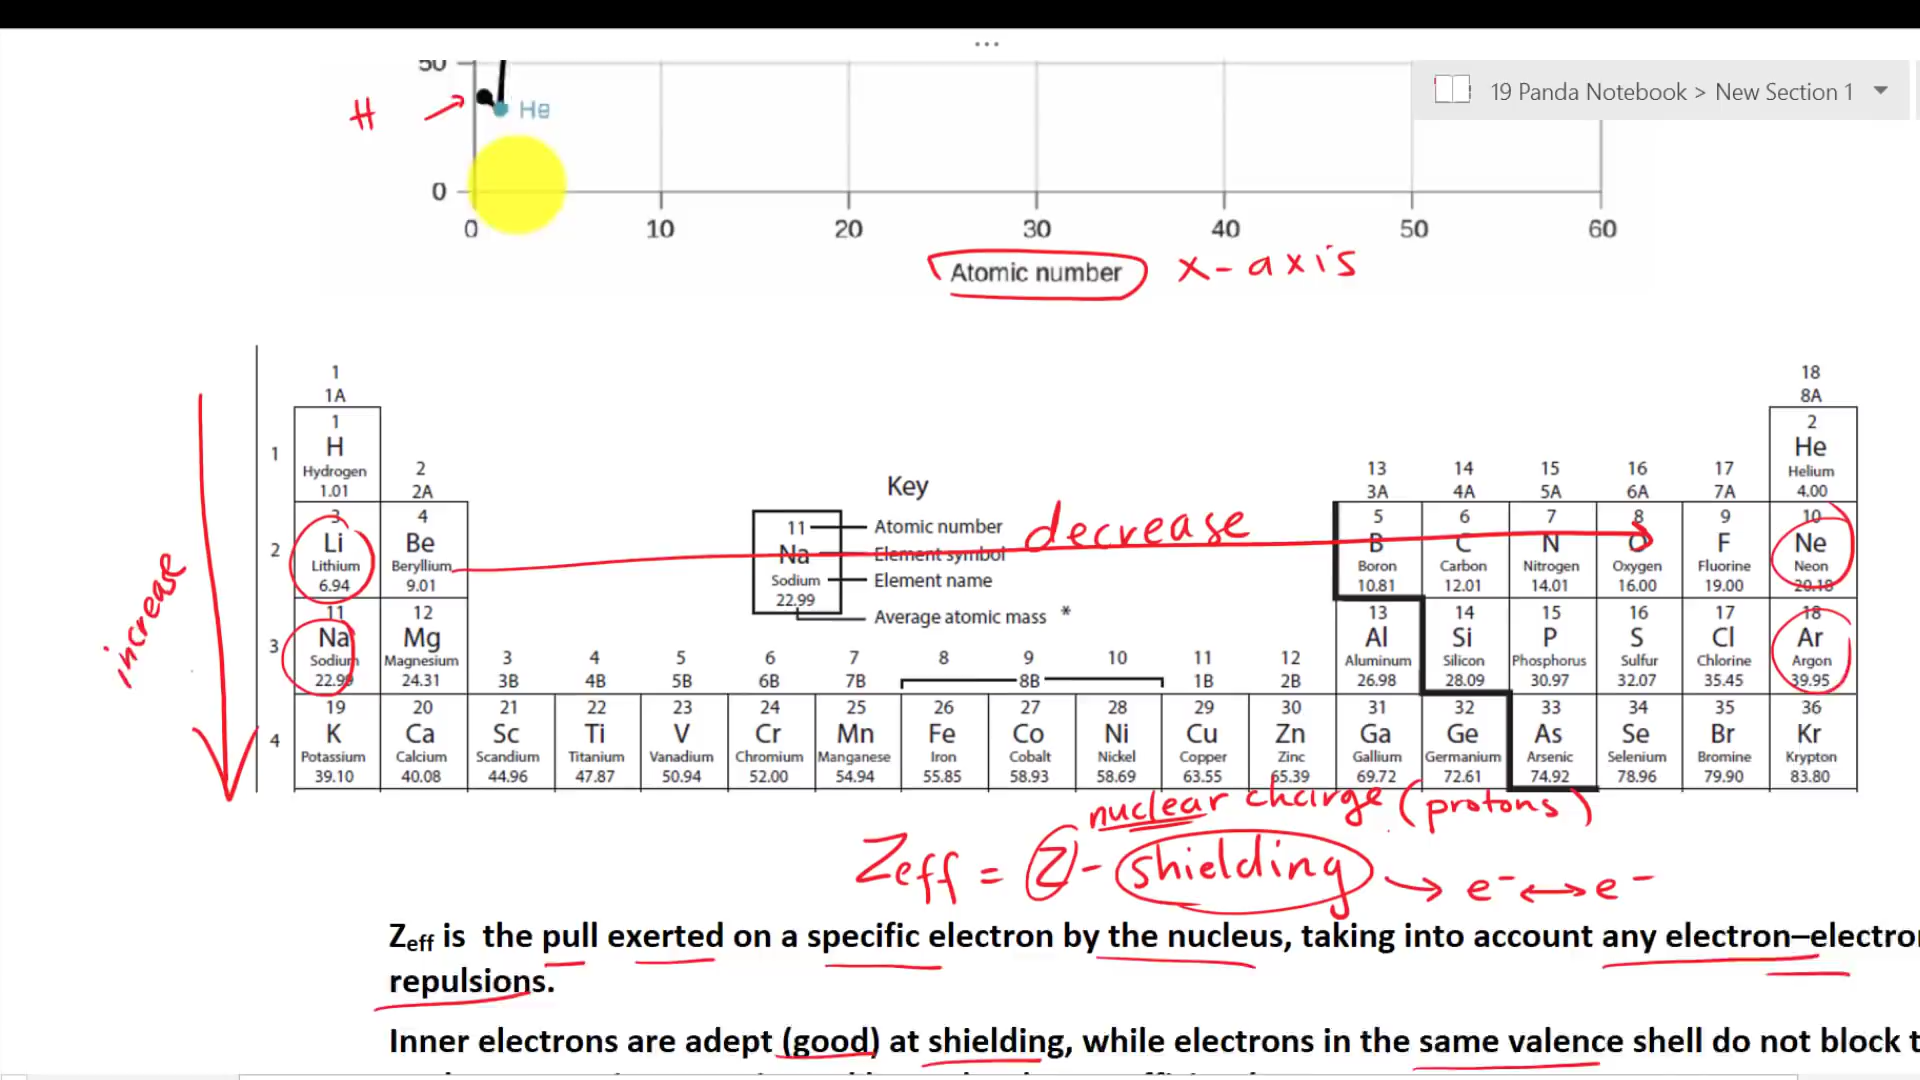 ...
50
19 Panda Notebook > New Section 1
H
He
0
0 10 20 30 40 50 60
Atomic number x-axis
1 18
1A 8A
1 2
H He
1
Hydrogen Helium
1.01 4.00
2 13 14 15 16 17
2A 3A 4A 5A 6A 7A
Key
3 4 5 6 7 8 9 10
Li Be B C N O F Ne
2
Lithium Beryllium Boron Carbon Nitrogen Oxygen Fluorine Neon
6.94 9.01 10.81 12.01 14.01 16.00 19.00 20.18
11 Atomic number
Na Element symbol
Sodium Element name
22.99
Average atomic mass *
decrease
increase
11 12 13 14 15 16 17 18
Na Mg Al Si P S Cl Ar
3
Sodium Magnesium Aluminum Silicon Phosphorus Sulfur Chlorine Argon
22.99 24.31 26.98 28.09 30.97 32.07 35.45 39.95
3 4 5 6 7 8 9 10 11 12
3B 4B 5B 6B 7B 8B 1B 2B
19 20 21 22 23 24 25 26 27 28 29 30 31 32 33 34 35 36
K Ca Sc Ti V Cr Mn Fe Co Ni Cu Zn Ga Ge As Se Br Kr
4
Potassium Calcium Scandium Titanium Vanadium Chromium Manganese Iron Cobalt Nickel Copper Zinc Gallium Germanium Arsenic Selenium Bromine Krypton
39.10 40.08 44.96 47.87 50.94 52.00 54.94 55.85 58.93 58.69 63.55 65.39 69.72 72.61 74.92 78.96 79.90 83.80
nuclear charge (protons)
Zeff = Z - shielding → e⁻ ↔ e⁻
Zeff is the pull exerted on a specific electron by the nucleus, taking into account any electron–electro
repulsions.
Inner electrons are adept (good) at shielding, while electrons in the same valence shell do not block t